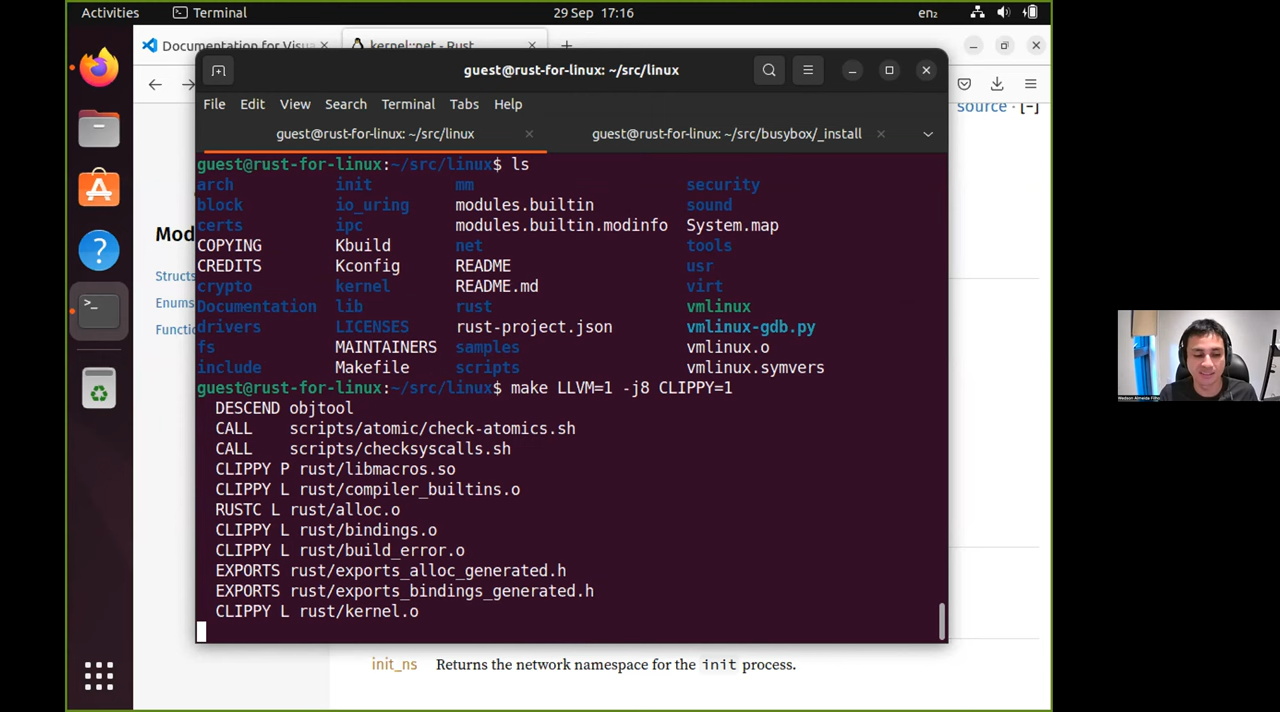 Activities
Terminal
29 Sep 17:16
en₂
Documentation for Visu
kernel::net - Rust
guest@rust-for-linux: ~/src/linux
File Edit View Search Terminal Tabs Help
source · [-]
guest@rust-for-linux: ~/src/linux
guest@rust-for-linux: ~/src/busybox/_install
guest@rust-for-linux:~/src/linux$ ls
arch init mm security
block io_uring modules.builtin sound
certs ipc modules.builtin.modinfo System.map
COPYING Kbuild net tools
CREDITS Kconfig README usr
crypto kernel README.md virt
Documentation lib rust vmlinux
drivers LICENSES rust-project.json vmlinux-gdb.py
fs MAINTAINERS samples vmlinux.o
include Makefile scripts vmlinux.symvers
guest@rust-for-linux:~/src/linux$ make LLVM=1 -j8 CLIPPY=1
DESCEND objtool
CALL scripts/atomic/check-atomics.sh
CALL scripts/checksyscalls.sh
CLIPPY P rust/libmacros.so
CLIPPY L rust/compiler_builtins.o
RUSTC L rust/alloc.o
CLIPPY L rust/bindings.o
CLIPPY L rust/build_error.o
EXPORTS rust/exports_alloc_generated.h
EXPORTS rust/exports_bindings_generated.h
CLIPPY L rust/kernel.o
Mod
Structs
Enums
Functio
init_ns Returns the network namespace for the init process.
Wedson Almeida Filho